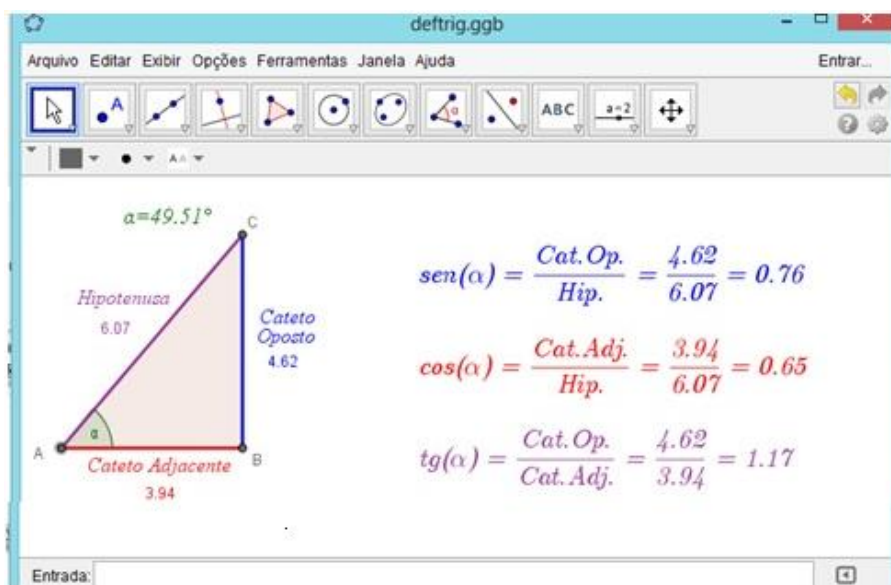 deftrig.ggb
Arquivo Editar Exibir Opções Ferramentas Janela Ajuda Entrar...
A α ABC a=2
A A
α=49.51°
C
Hipotenusa
6.07
Cateto
Oposto
4.62
α
A
B
Cateto Adjacente
3.94
sen(α) = Cat.Op. / Hip. = 4.62 / 6.07 = 0.76
cos(α) = Cat.Adj. / Hip. = 3.94 / 6.07 = 0.65
tg(α) = Cat.Op. / Cat.Adj. = 4.62 / 3.94 = 1.17
Entrada: